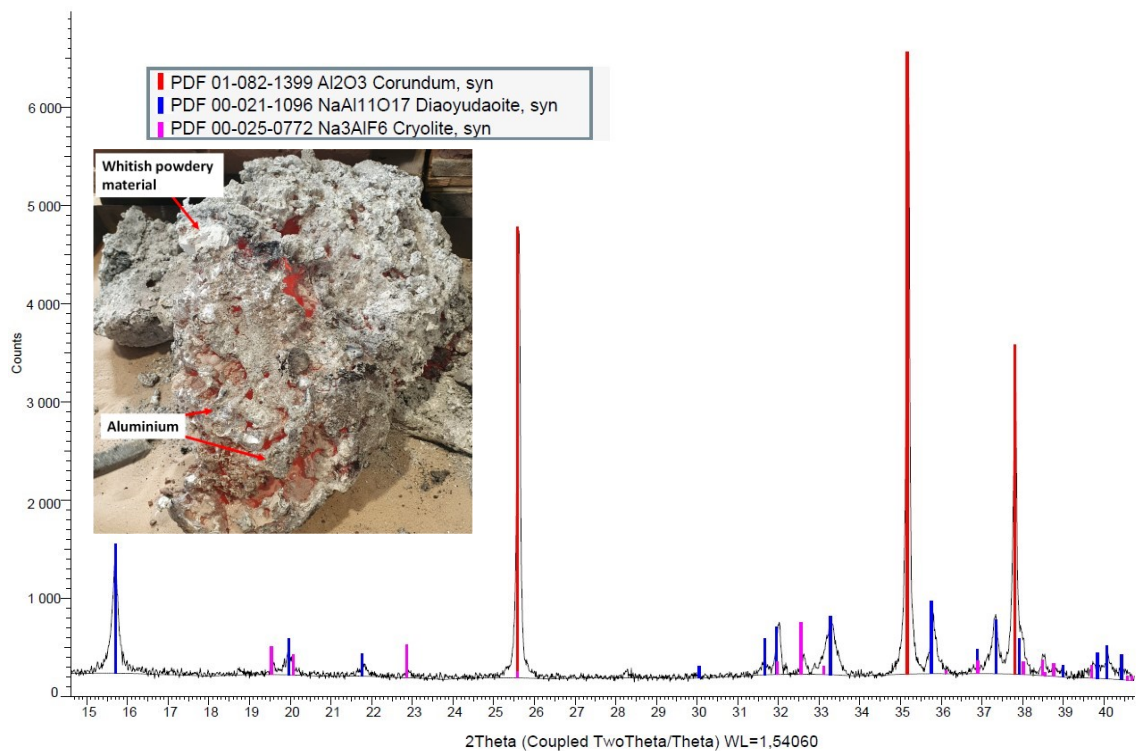 PDF 01-082-1399 Al2O3 Corundum, syn
PDF 00-021-1096 NaAl11O17 Diaoyudaoite, syn
PDF 00-025-0772 Na3AlF6 Cryolite, syn
Whitish powdery
material
Aluminium
Counts
6 000
5 000
4 000
3 000
2 000
1 000
0
15 16 17 18 19 20 21 22 23 24 25 26 27 28 29 30 31 32 33 34 35 36 37 38 39 40
2Theta (Coupled TwoTheta/Theta) WL=1,54060